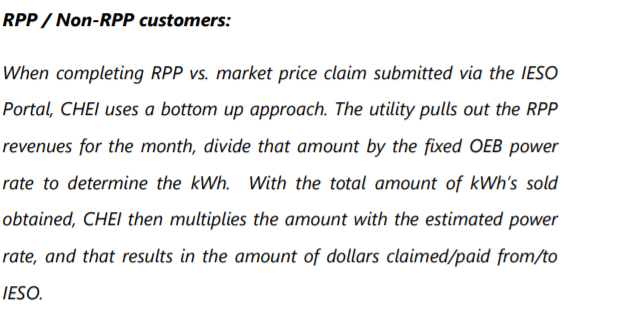 RPP / Non-RPP customers:
When completing RPP vs. market price claim submitted via the IESO
Portal, CHEI uses a bottom up approach. The utility pulls out the RPP
revenues for the month, divide that amount by the fixed OEB power
rate to determine the kWh. With the total amount of kWh's sold
obtained, CHEI then multiplies the amount with the estimated power
rate, and that results in the amount of dollars claimed/paid from/to
IESO.